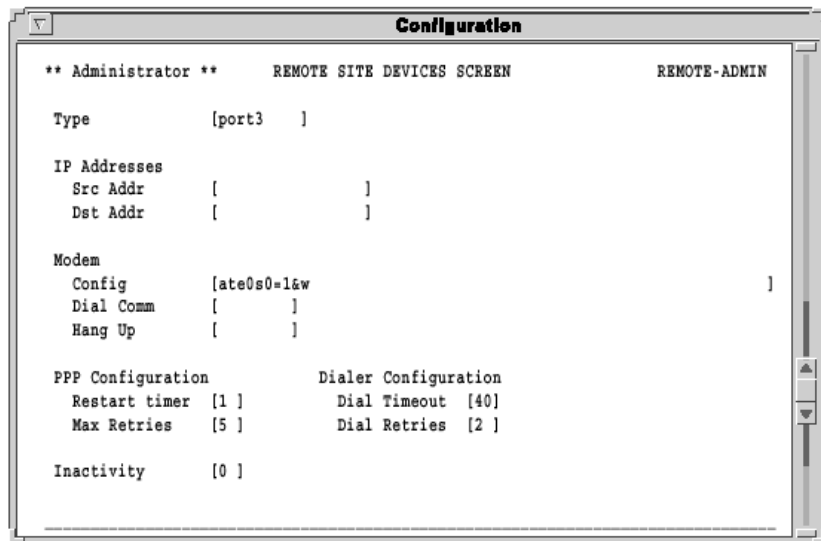 Configuration
** Administrator ** REMOTE SITE DEVICES SCREEN REMOTE-ADMIN
Type [port3 ]
IP Addresses
Src Addr [ ]
Dst Addr [ ]
Modem
Config [ate0s0=1&w ]
Dial Comm [ ]
Hang Up [ ]
PPP Configuration Dialer Configuration
Restart timer [1 ] Dial Timeout [40]
Max Retries [5 ] Dial Retries [2 ]
Inactivity [0 ]